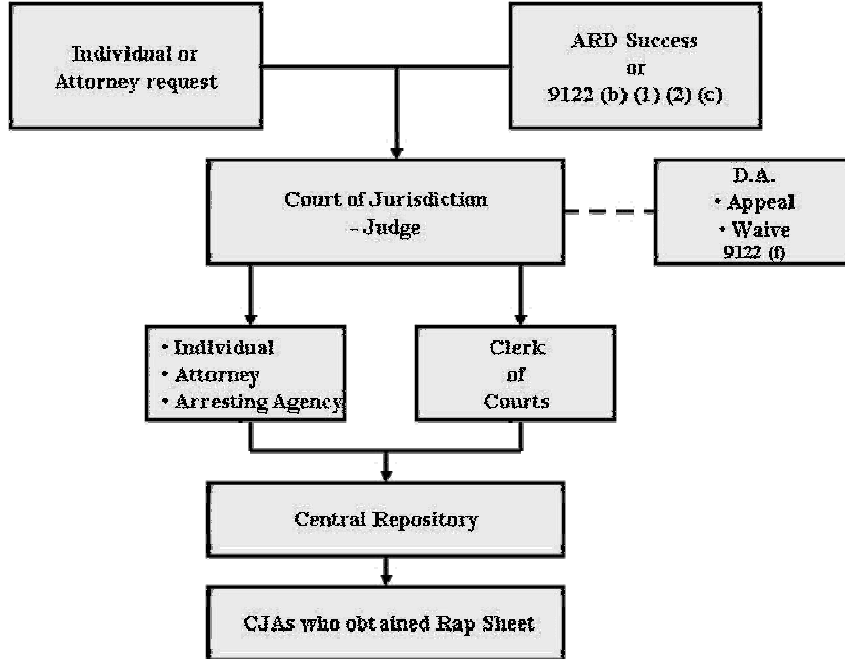 Individual or
Attorney request
ARD Success
or
9122 (b) (1) (2) (c)
Court of Jurisdiction
- Judge
D.A.
• Appeal
• Waive
9122 (f)
• Individual
• Attorney
• Arresting Agency
Clerk
of
Courts
Central Repository
CJAs who obtained Rap Sheet